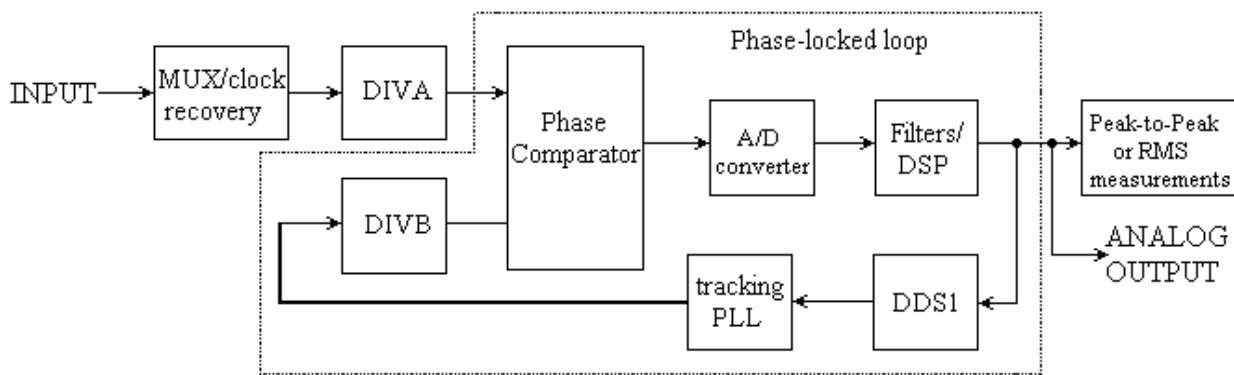 Phase-locked loop
INPUT
MUX/clock
recovery
DIVA
Phase
Comparator
A/D
converter
Filters/
DSP
Peak-to-Peak
or RMS
measurements
DIVB
tracking
PLL
DDS1
ANALOG
OUTPUT